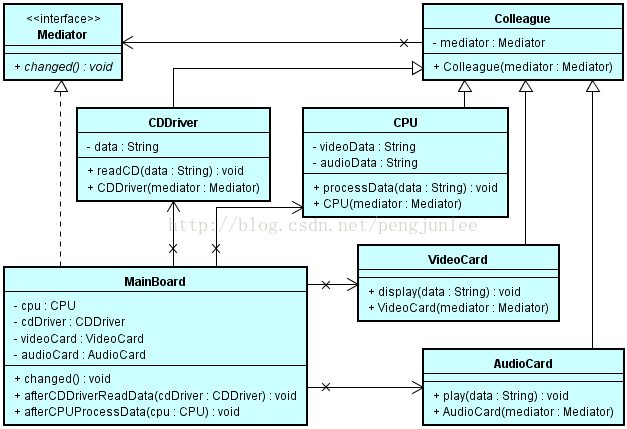 <<interface>>
Mediator
+ changed() : void
Colleague
- mediator : Mediator
+ Colleague(mediator : Mediator)
CDDriver
- data : String
+ readCD(data : String) : void
+ CDDriver(mediator : Mediator)
CPU
- videoData : String
- audioData : String
+ processData(data : String) : void
+ CPU(mediator : Mediator)
http://blog.csdn.net/pengjunlee
VideoCard
+ display(data : String) : void
+ VideoCard(mediator : Mediator)
MainBoard
- cpu : CPU
- cdDriver : CDDriver
- videoCard : VideoCard
- audioCard : AudioCard
+ changed() : void
+ afterCDDriverReadData(cdDriver : CDDriver) : void
+ afterCPUProcessData(cpu : CPU) : void
AudioCard
+ play(data : String) : void
+ AudioCard(mediator : Mediator)